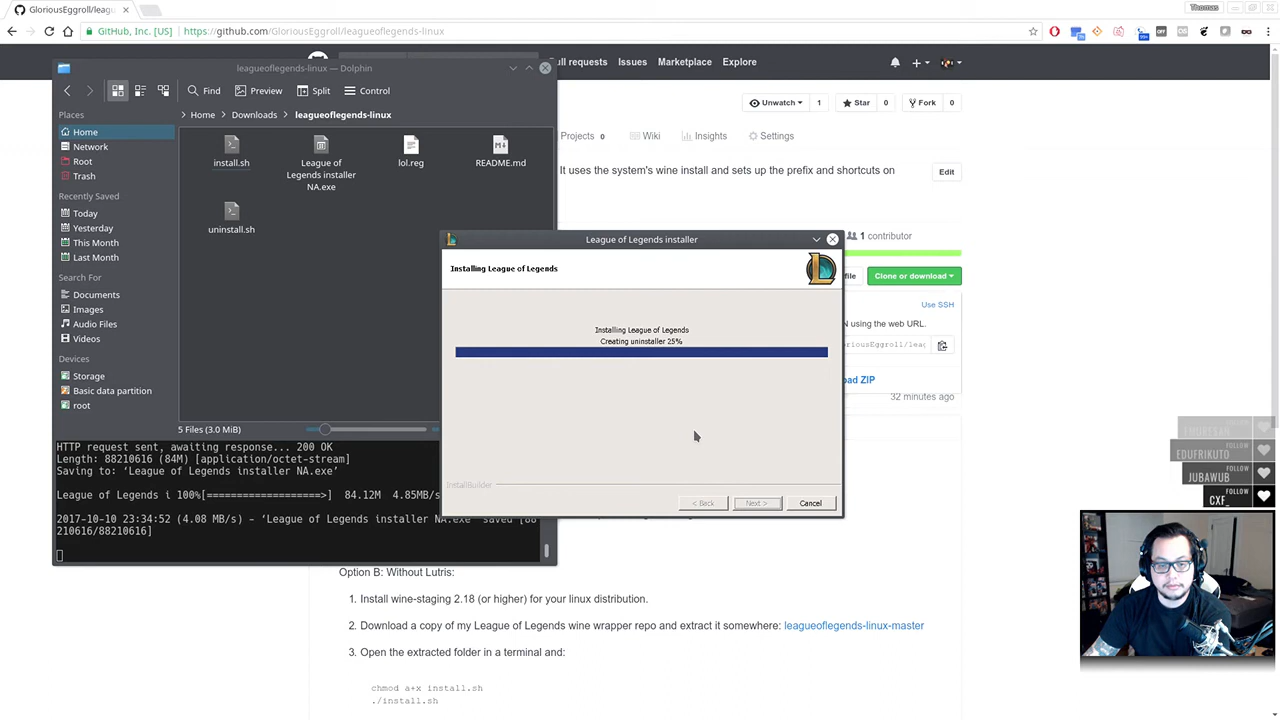 GloriousEggroll/leag
Thomas
GitHub, Inc. [US]
https://github.com/GloriousEggroll/leagueoflegends-linux
ull requests
Issues
Marketplace
Explore
leagueoflegends-linux — Dolphin
Find
Preview
Split
Control
Unwatch
1
Star
0
Fork
0
Places
Home
Downloads
leagueoflegends-linux
Projects 0
Wiki
Insights
Settings
Home
Network
Root
Trash
Recently Saved
Today
Yesterday
This Month
Last Month
Search For
Documents
Images
Audio Files
Videos
Devices
Storage
Basic data partition
root
install.sh
League of
Legends installer
NA.exe
lol.reg
README.md
uninstall.sh
5 Files (3.0 MiB)
It uses the system's wine install and sets up the prefix and shortcuts on
Edit
1 contributor
file
Clone or download
Use SSH
N using the web URL.
oad ZIP
32 minutes ago
League of Legends installer
Installing League of Legends
Installing League of Legends
Creating uninstaller 25%
InstallBuilder
< Back
Next >
Cancel
HTTP request sent, awaiting response... 200 OK
Length: 88210616 (84M) [application/octet-stream]
Saving to: ‘League of Legends installer NA.exe’
League of Legends i 100%[===================>] 84.12M 4.85MB/s
2017-10-10 23:34:52 (4.08 MB/s) - ‘League of Legends installer NA.exe’ saved [88
210616/88210616]
Option B: Without Lutris:
1. Install wine-staging 2.18 (or higher) for your linux distribution.
2. Download a copy of my League of Legends wine wrapper repo and extract it somewhere: leagueoflegends-linux-master
3. Open the extracted folder in a terminal and:
chmod a+x install.sh
./install.sh
FOLLOW
EDUFRIKUTO
FOLLOW
JUBAWUB
FOLLOW
CXF_
FOLLOW